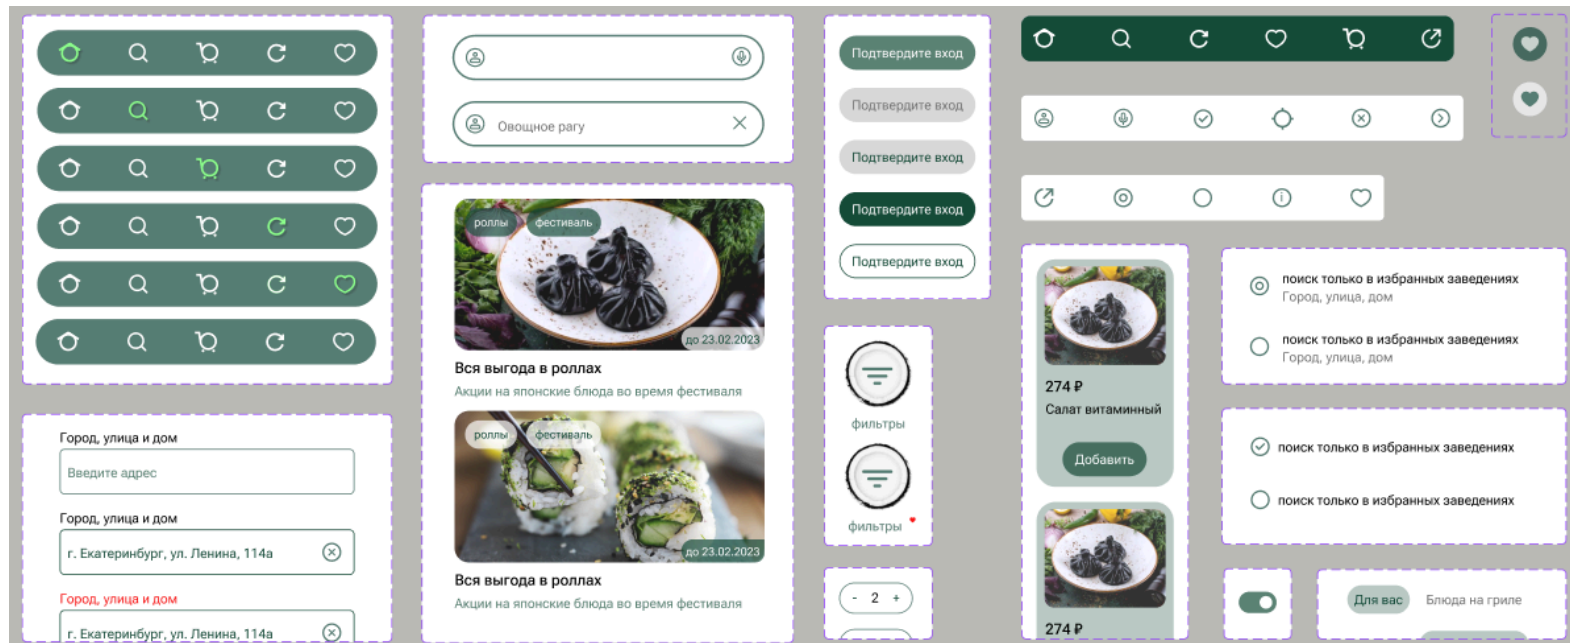 Овощное рагу
роллы
фестиваль
до 23.02.2023
Вся выгода в роллах
Акции на японские блюда во время фестиваля
роллы
фестиваль
до 23.02.2023
Вся выгода в роллах
Акции на японские блюда во время фестиваля
Город, улица и дом
Введите адрес
Город, улица и дом
г. Екатеринбург, ул. Ленина, 114а
Город, улица и дом
г. Екатеринбург, ул. Ленина, 114а
Подтвердите вход
Подтвердите вход
Подтвердите вход
Подтвердите вход
Подтвердите вход
фильтры
фильтры
- 2 +
274 ₽
Салат витаминный
Добавить
274 ₽
поиск только в избранных заведениях
Город, улица, дом
поиск только в избранных заведениях
Город, улица, дом
поиск только в избранных заведениях
поиск только в избранных заведениях
Для вас
Блюда на гриле